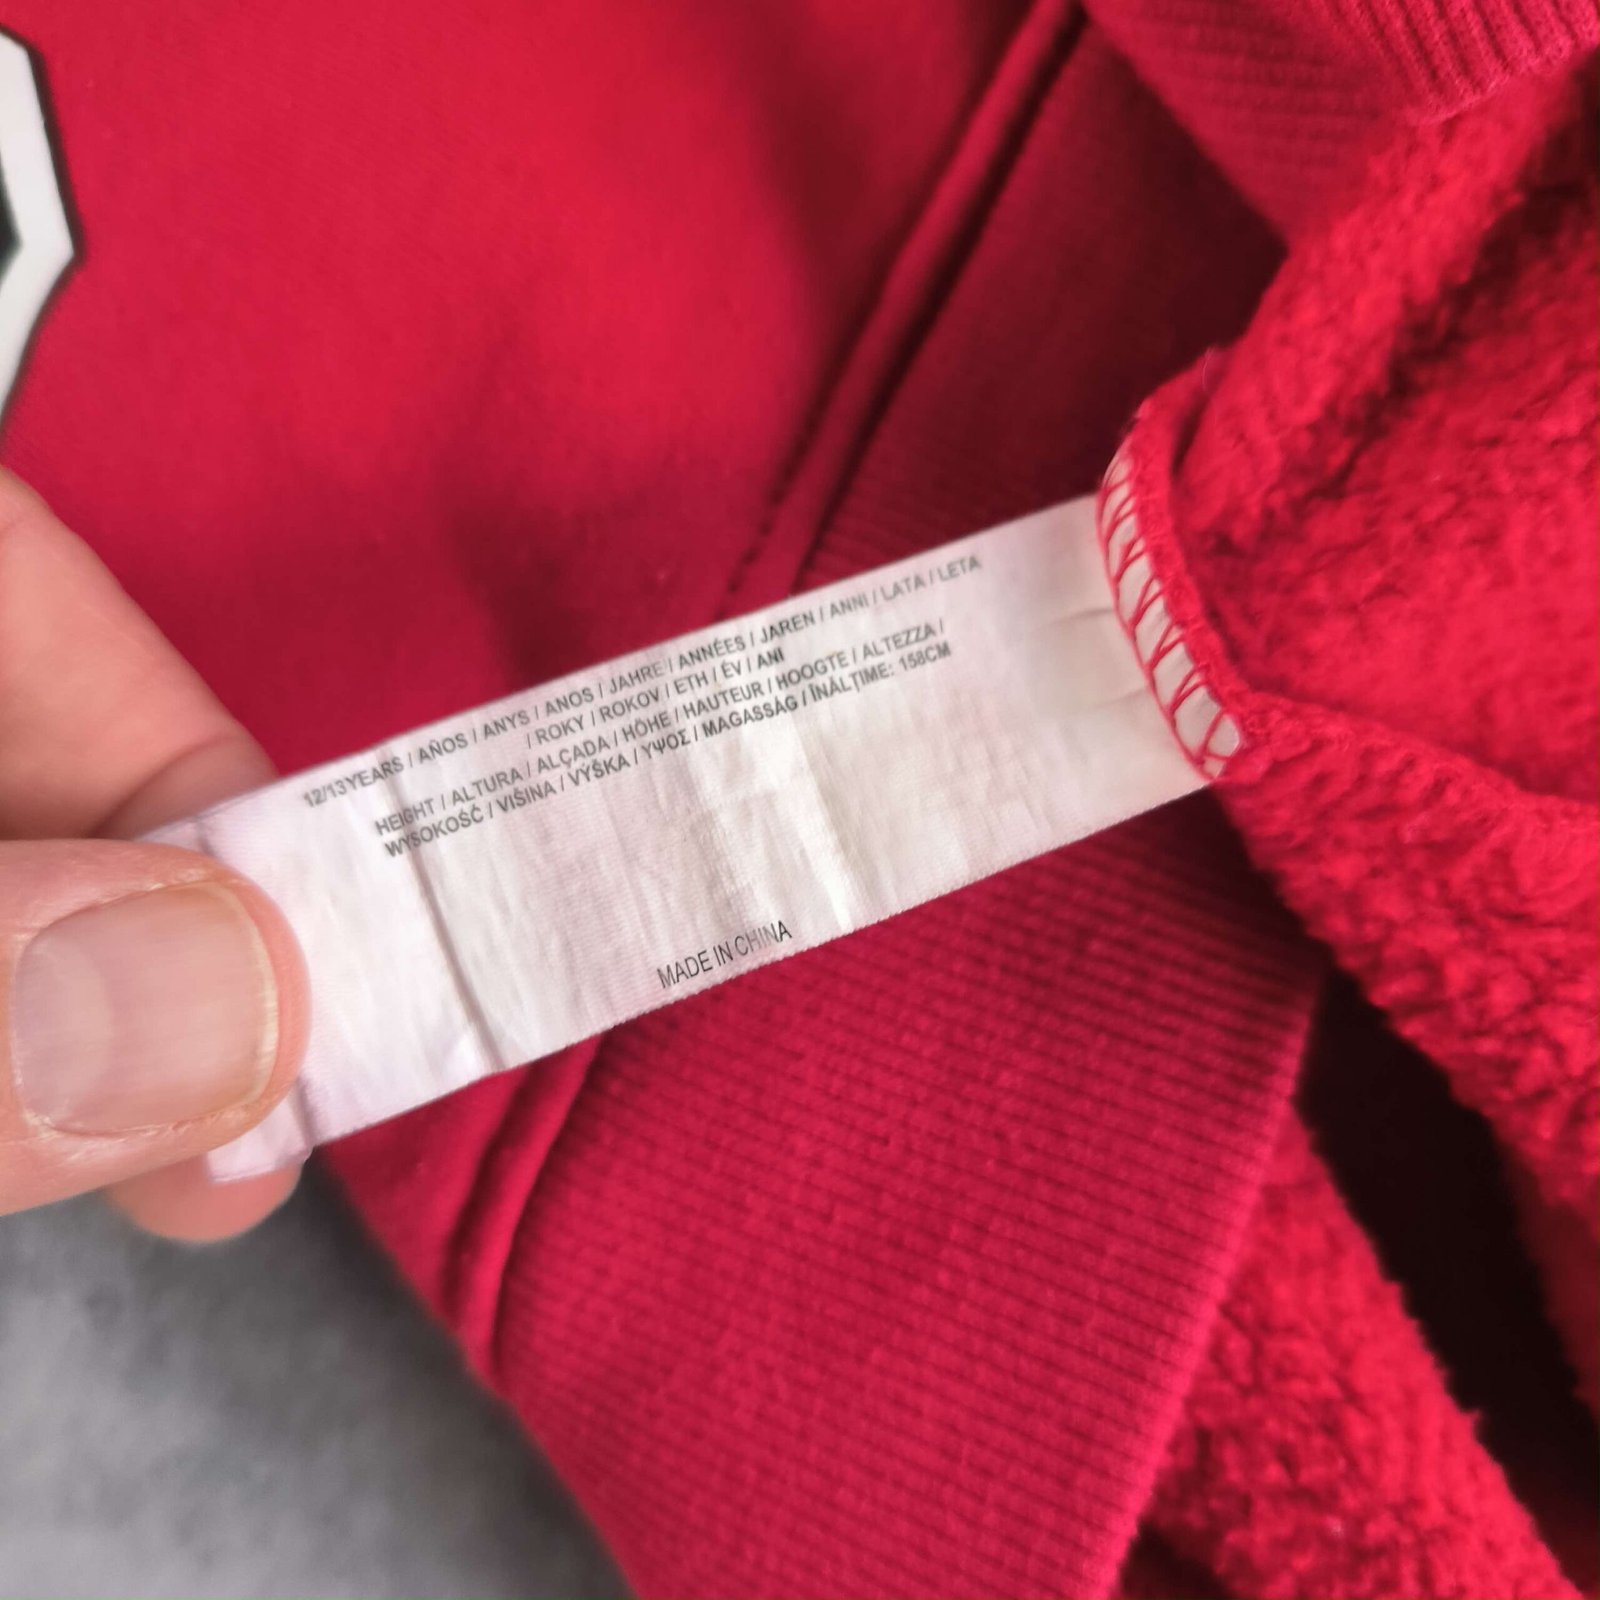 12/13YEARS / AÑOS / ANYS / ANOS / JAHRE / ANNÉES / JAREN / ANNI / LATA / LETA
/ ROKY / ROKOV / ETH / ÉV / ANI
HEIGHT / ALTURA / ALÇADA / HÖHE / HAUTEUR / HOOGTE / ALTEZZA /
WYSOKOŚĆ / VIŠINA / VÝŠKA / ΥΨΟΣ / MAGASSÁG / ÎNĂLŢIME: 158CM
MADE IN CHINA